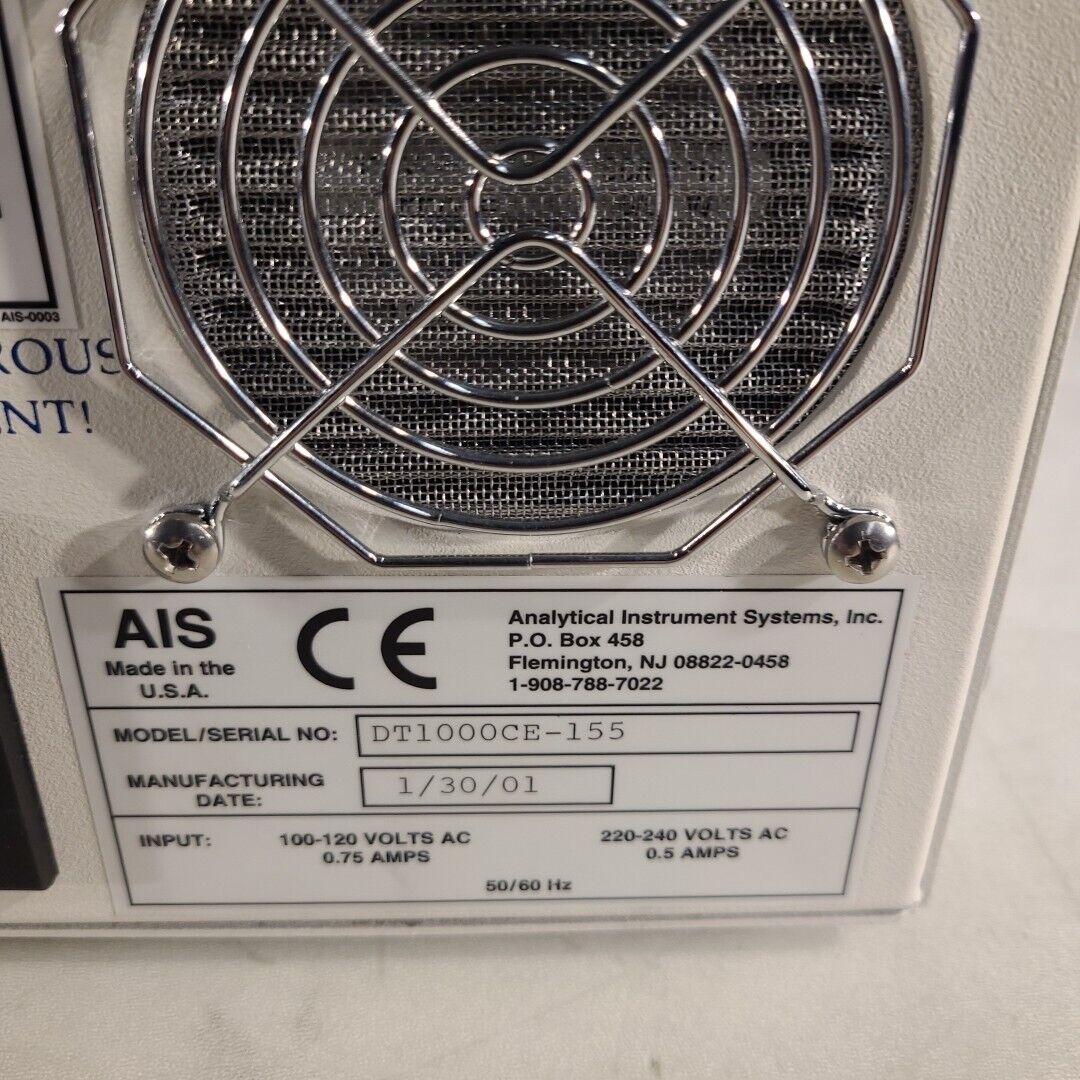 AIS-0003
ROUS
ENT!
AIS
Made in the
U.S.A.
CE
Analytical Instrument Systems, Inc.
P.O. Box 458
Flemington, NJ 08822-0458
1-908-788-7022
MODEL/SERIAL NO: DT1000CE-155
MANUFACTURING
DATE: 1/30/01
INPUT: 100-120 VOLTS AC 220-240 VOLTS AC
0.75 AMPS 0.5 AMPS
50/60 Hz